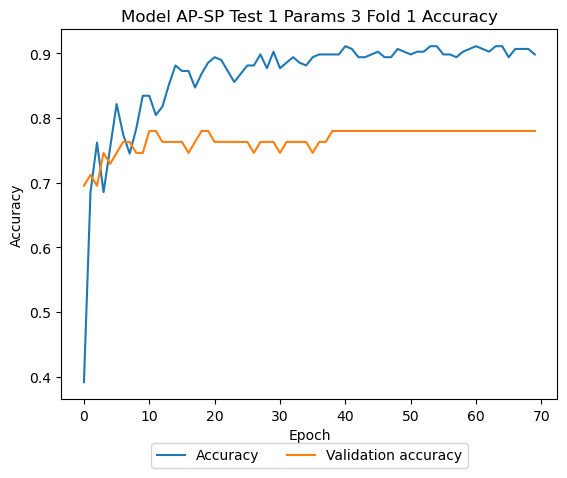 Model AP-SP Test 1 Params 3 Fold 1 Accuracy
0.9
0.8
0.7
0.6
0.5
0.4
Accuracy
0 10 20 30 40 50 60 70
Epoch
Accuracy Validation accuracy